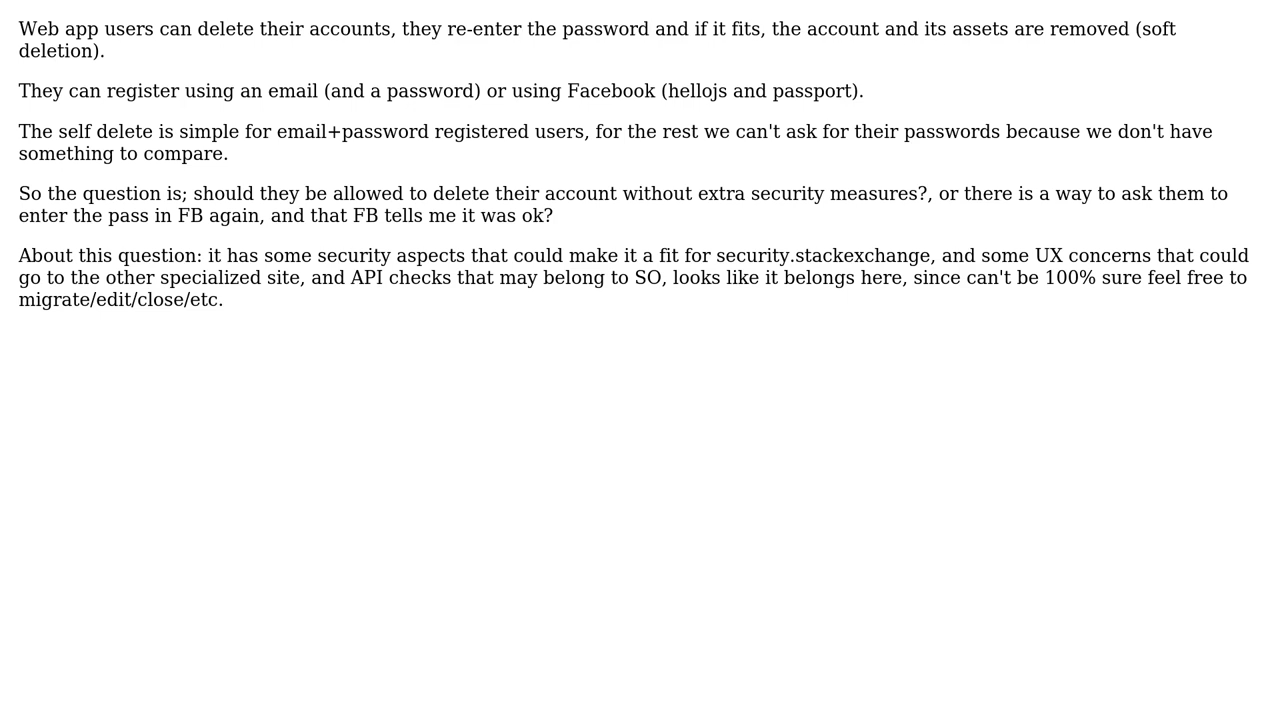 Web app users can delete their accounts, they re-enter the password and if it fits, the account and its assets are removed (soft
deletion).
They can register using an email (and a password) or using Facebook (hellojs and passport).
The self delete is simple for email+password registered users, for the rest we can't ask for their passwords because we don't have
something to compare.
So the question is; should they be allowed to delete their account without extra security measures?, or there is a way to ask them to
enter the pass in FB again, and that FB tells me it was ok?
About this question: it has some security aspects that could make it a fit for security.stackexchange, and some UX concerns that could
go to the other specialized site, and API checks that may belong to SO, looks like it belongs here, since can't be 100% sure feel free to
migrate/edit/close/etc.